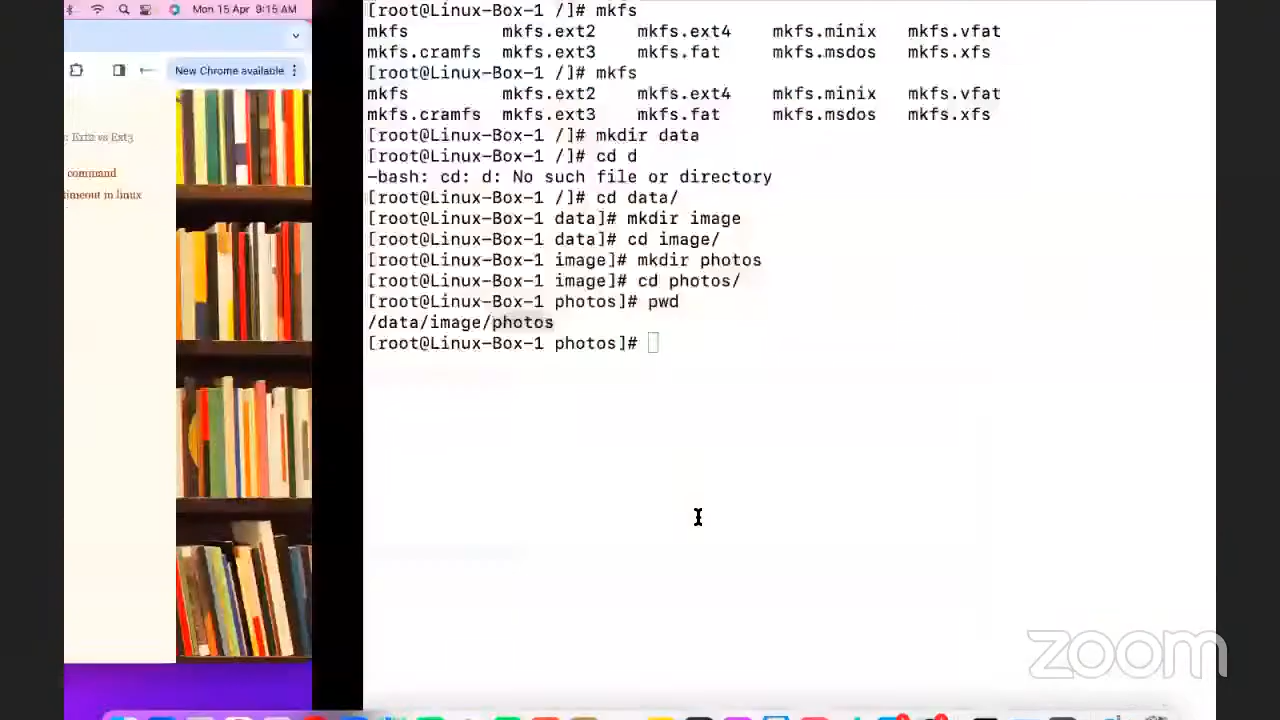 Mon 15 Apr 9:15 AM
New Chrome available
: Ext2 vs Ext3
command
timeout in linux
[root@Linux-Box-1 /]# mkfs
mkfs mkfs.ext2 mkfs.ext4 mkfs.minix mkfs.vfat
mkfs.cramfs mkfs.ext3 mkfs.fat mkfs.msdos mkfs.xfs
[root@Linux-Box-1 /]# mkfs
mkfs mkfs.ext2 mkfs.ext4 mkfs.minix mkfs.vfat
mkfs.cramfs mkfs.ext3 mkfs.fat mkfs.msdos mkfs.xfs
[root@Linux-Box-1 /]# mkdir data
[root@Linux-Box-1 /]# cd d
-bash: cd: d: No such file or directory
[root@Linux-Box-1 /]# cd data/
[root@Linux-Box-1 data]# mkdir image
[root@Linux-Box-1 data]# cd image/
[root@Linux-Box-1 image]# mkdir photos
[root@Linux-Box-1 image]# cd photos/
[root@Linux-Box-1 photos]# pwd
/data/image/photos
[root@Linux-Box-1 photos]#
zoom